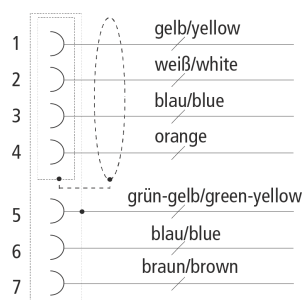 1 gelb/yellow
2 weiß/white
3 blau/blue
4 orange
5 grün-gelb/green-yellow
6 blau/blue
7 braun/brown